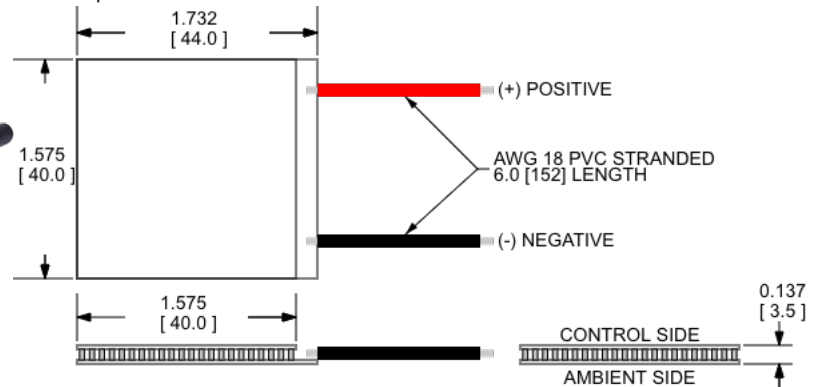 1.732
[ 44.0 ]
(+) POSITIVE
1.575
[ 40.0 ]
AWG 18 PVC STRANDED
6.0 [152] LENGTH
(-) NEGATIVE
1.575
[ 40.0 ]
0.137
[ 3.5 ]
CONTROL SIDE
AMBIENT SIDE